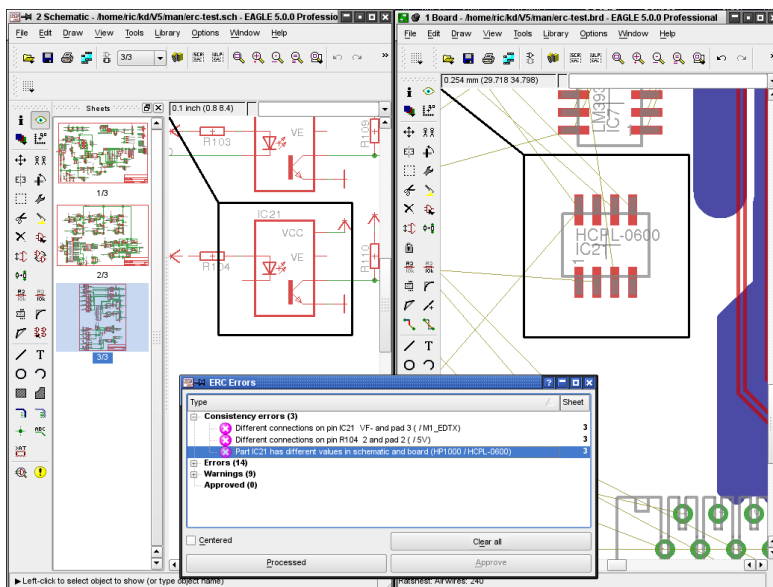 2 Schematic - /home/ric/kd/V5/man/erc-test.sch - EAGLE 5.0.0 Professio
File Edit Draw View Tools Library Options Window Help
3/3
Sheets
0.1 inch (0.8 8.4)
1/3
2/3
3/3
R103
VE
R109
IC21
VCC
VE
R104
R110
1 Board - /home/ric/kd/V5/man/erc-test.brd - EAGLE 5.0.0 Professional
File Edit Draw View Tools Library Options Window Help
0.254 mm (29.718 34.798)
LM393
IC7
HCPL-0600
IC21
1
ERC Errors
Type
Sheet
Consistency errors (3)
Different connections on pin IC21 VF- and pad 3 ( / M1_EDTX)
3
Different connections on pin R104 2 and pad 2 ( / 5V)
3
Part IC21 has different values in schematic and board (HP1000 / HCPL-0600)
3
Errors (14)
Warnings (9)
Approved (0)
Centered
Clear all
Processed
Approve
Left-click to select object to show (or type object name)
Ratsnest: Airwires: 240